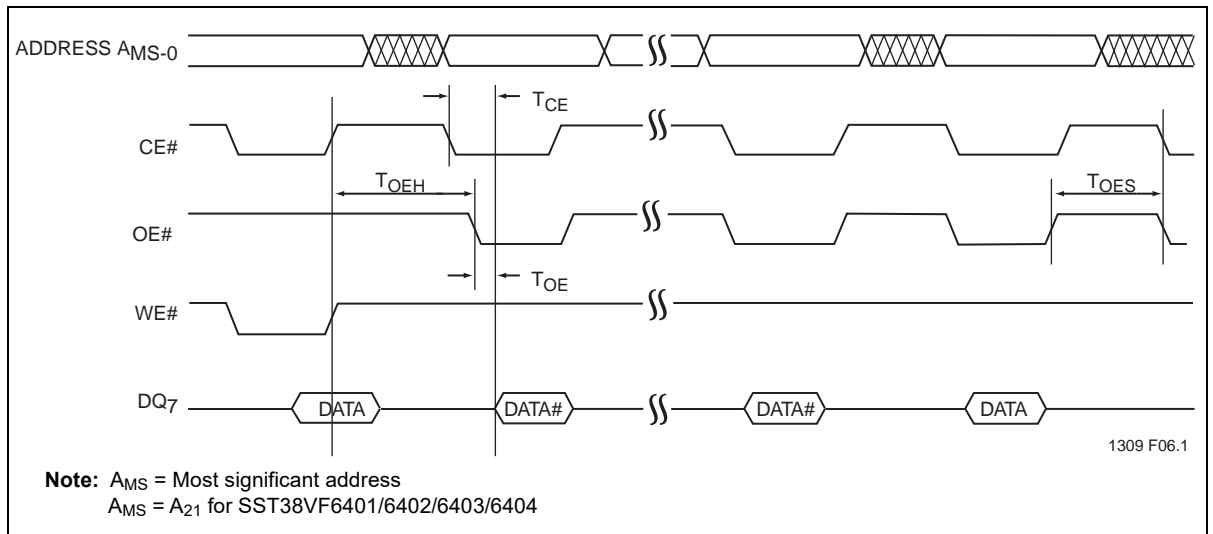 ADDRESS AMS-0
TCE
CE#
TOEH
TOES
OE#
TOE
WE#
DQ7
DATA
DATA#
DATA#
DATA
1309 F06.1
Note: AMS = Most significant address
AMS = A21 for SST38VF6401/6402/6403/6404